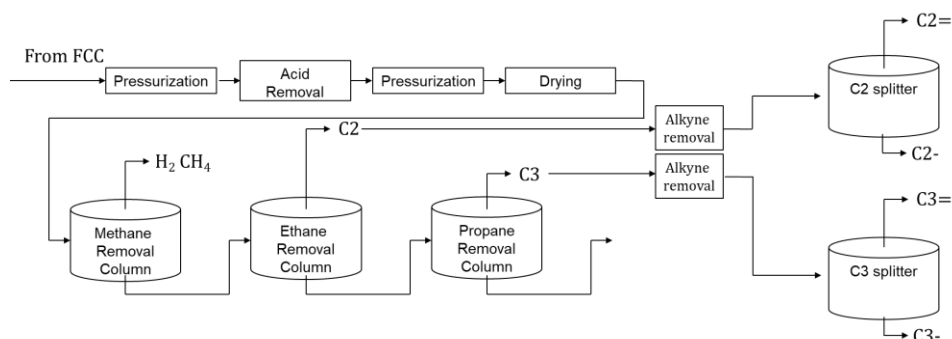 From FCC
Pressurization
Acid
Removal
Pressurization
Drying
C2=
C2 splitter
C2-
C2
Alkyne
removal
H₂ CH₄
C3
Alkyne
removal
C3=
Methane
Removal
Column
Ethane
Removal
Column
Propane
Removal
Column
C3 splitter
C3-